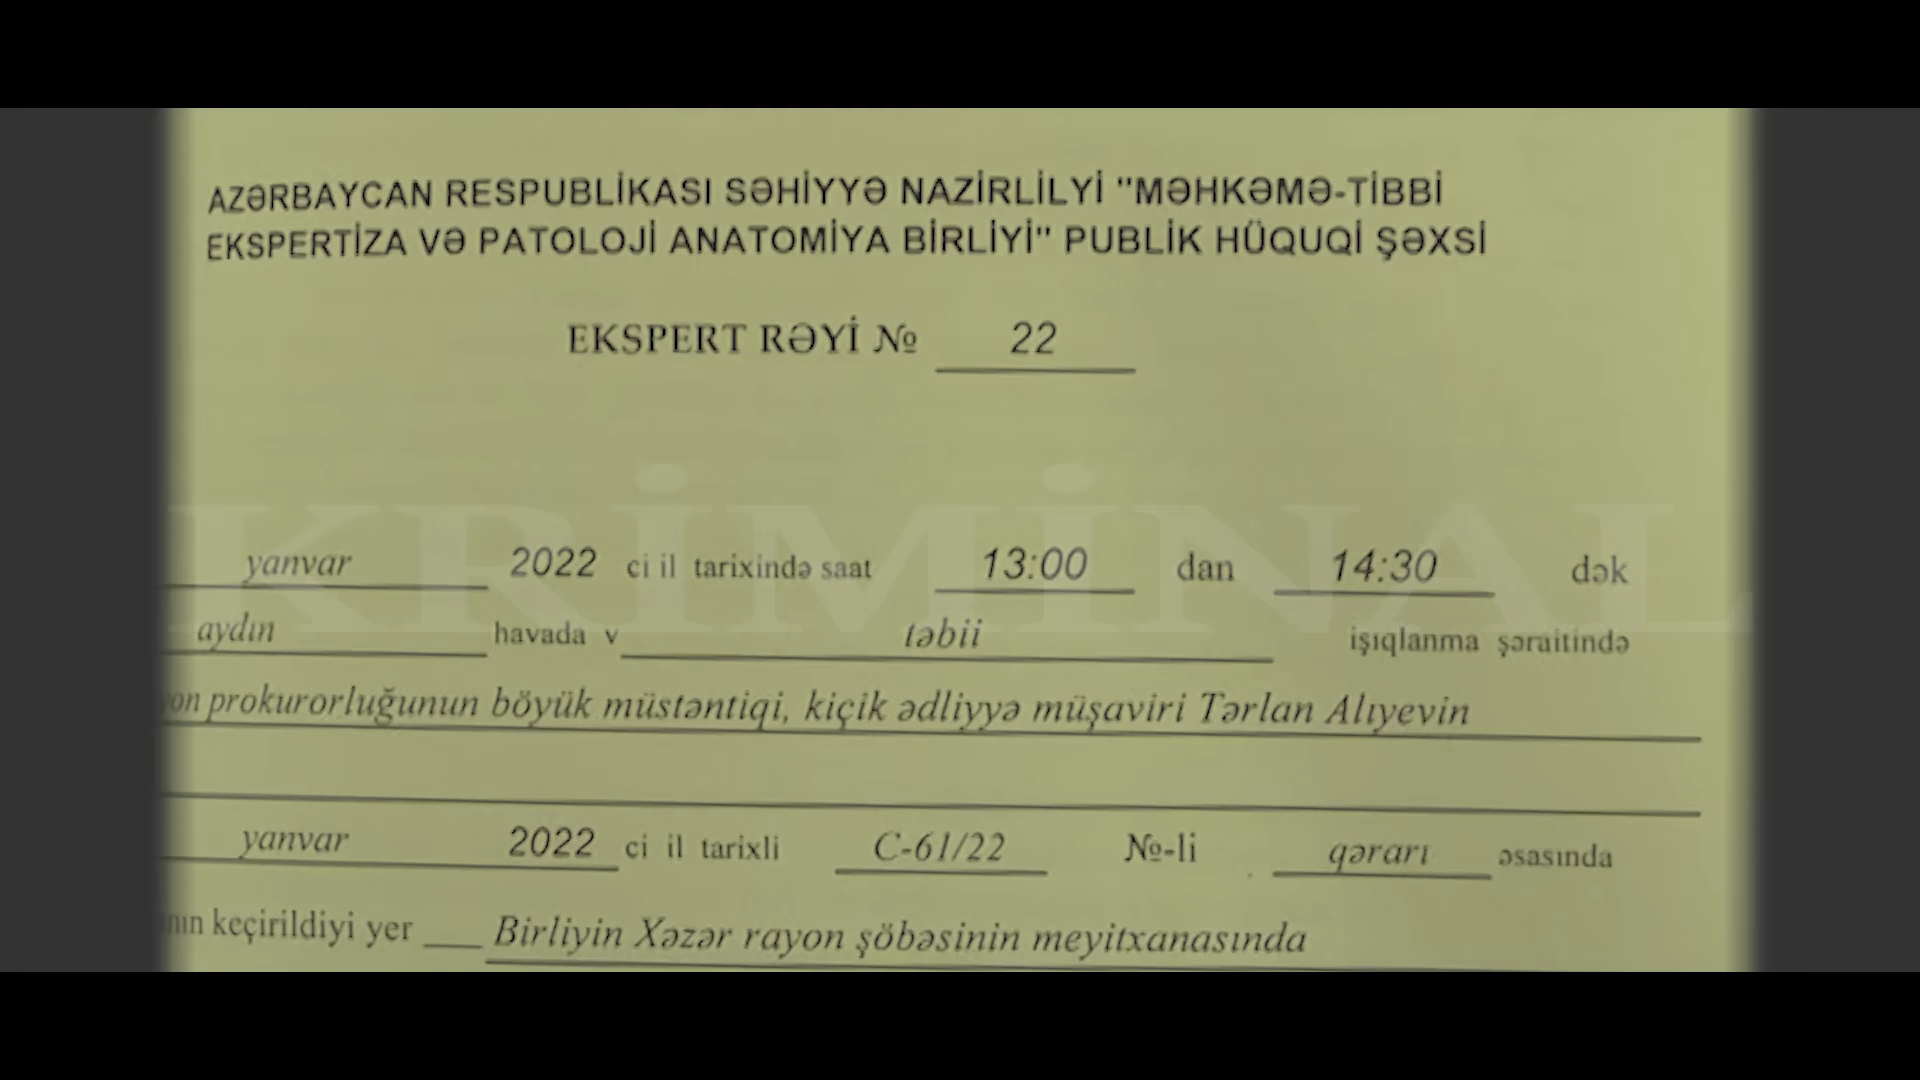 AZƏRBAYCAN RESPUBLİKASI SƏHİYYƏ NAZİRLİLYİ "MƏHKƏMƏ-TİBBİ
EKSPERTİZA VƏ PATOLOJİ ANATOMİYA BİRLİYİ" PUBLİK HÜQUQİ ŞƏXSİ
EKSPERT RƏYİ № 22
KRİMİNAL
yanvar 2022 ci il tarixində saat 13:00 dan 14:30 dək
aydın havada v təbii işıqlanma şəraitində
prokurorluğunun böyük müstəntiqi, kiçik ədliyyə müşaviri Tərlan Alıyevin
yanvar 2022 ci il tarixli C-61/22 №-li qərarı əsasında
keçirildiyi yer Birliyin Xəzər rayon şöbəsinin meyitxanasında